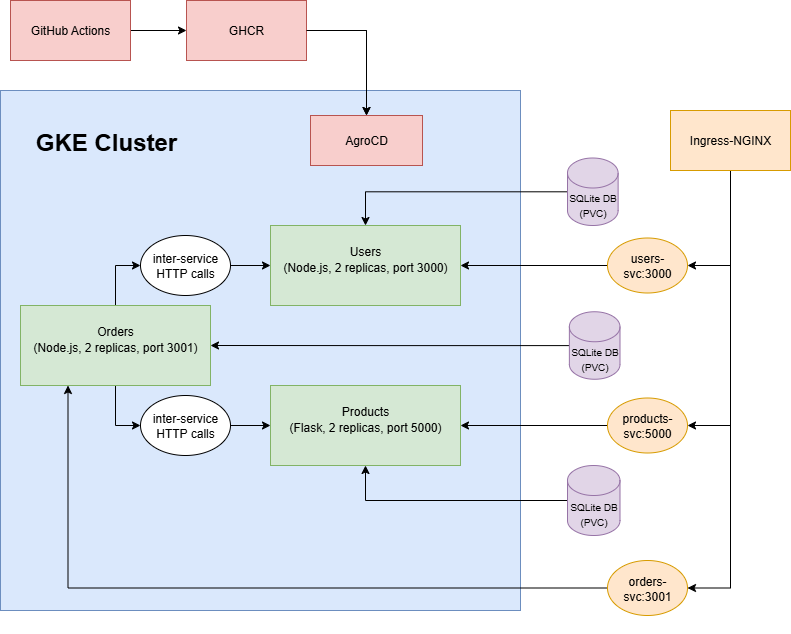 GitHub Actions
GHCR
GKE Cluster
AgroCD
Ingress-NGINX
SQLite DB
(PVC)
Users
(Node.js, 2 replicas, port 3000)
inter-service
HTTP calls
users-
svc:3000
Orders
(Node.js, 2 replicas, port 3001)
SQLite DB
(PVC)
inter-service
HTTP calls
Products
(Flask, 2 replicas, port 5000)
products-
svc:5000
SQLite DB
(PVC)
orders-
svc:3001